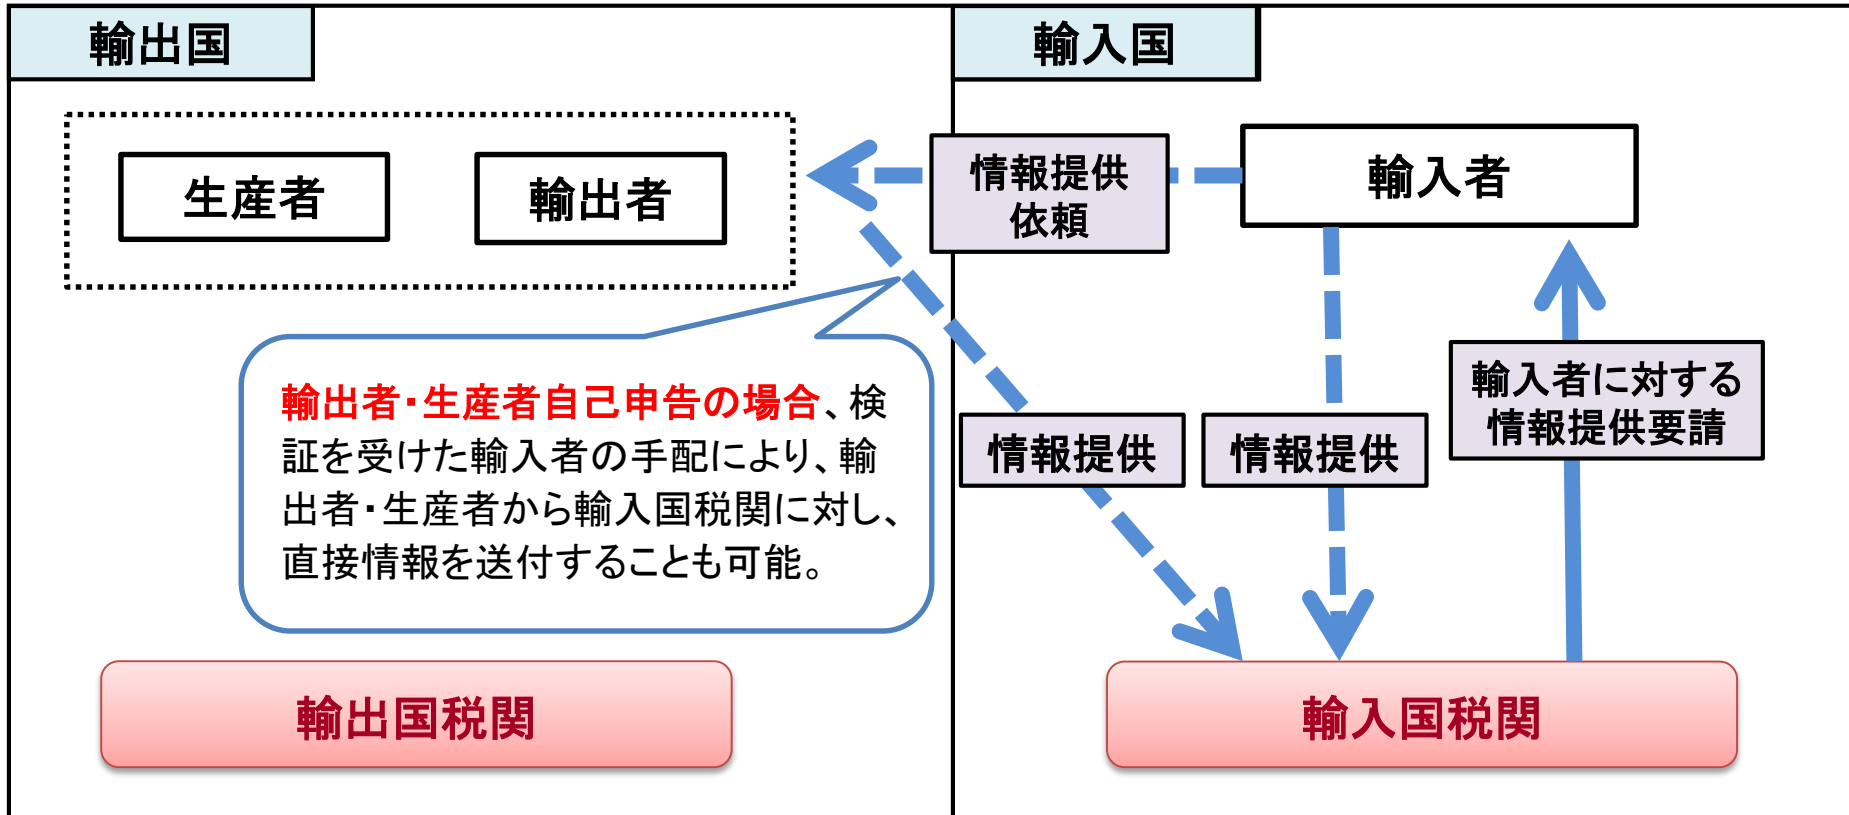 輸出国
輸入国
生産者
輸出者
情報提供
依頼
輸入者
輸出者・生産者自己申告の場合、検
証を受けた輸入者の手配により、輸
出者・生産者から輸入国税関に対し、
直接情報を送付することも可能。
情報提供
情報提供
輸入者に対する
情報提供要請
輸出国税関
輸入国税関